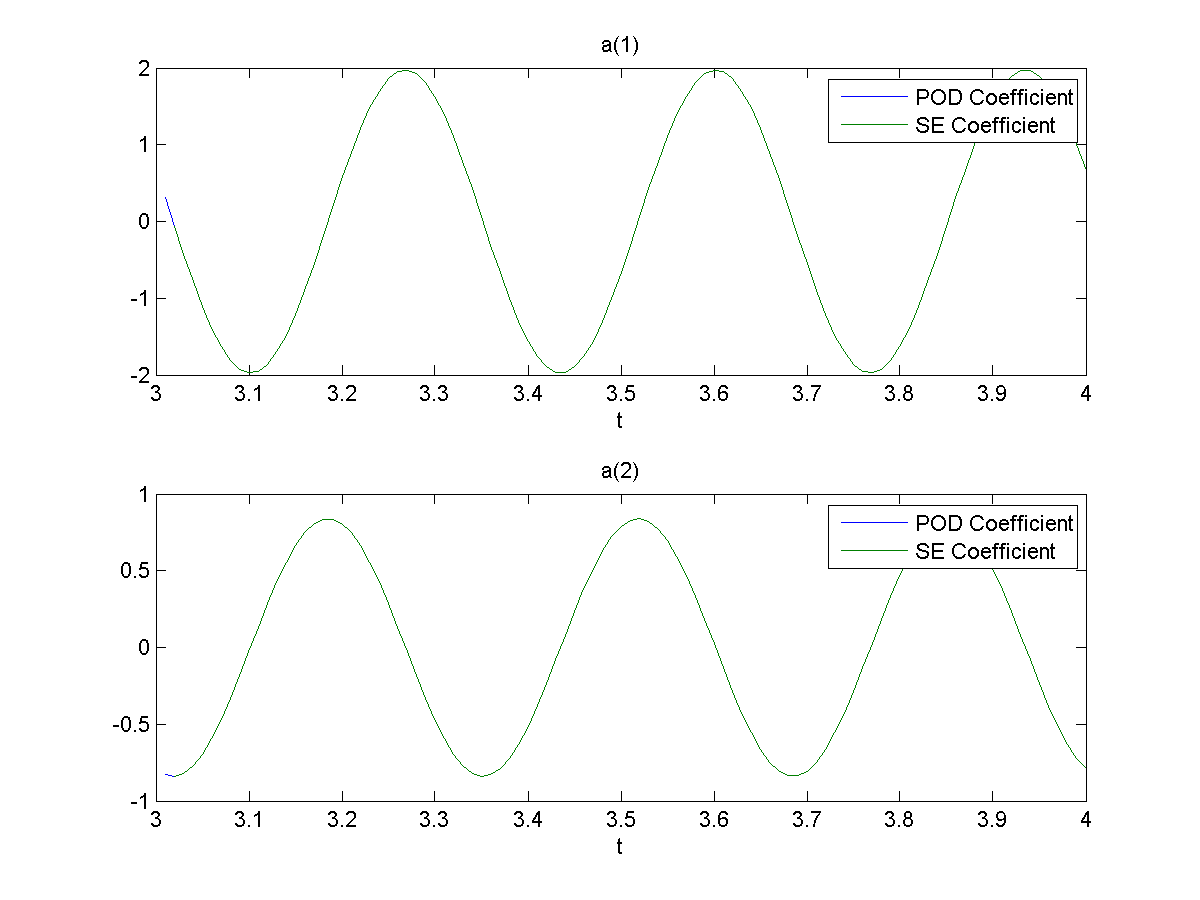 a(1)
2
1
0
-1
-2
POD Coefficient
SE Coefficient
3 3.1 3.2 3.3 3.4 3.5 3.6 3.7 3.8 3.9 4
t
a(2)
1
0.5
0
-0.5
-1
POD Coefficient
SE Coefficient
3 3.1 3.2 3.3 3.4 3.5 3.6 3.7 3.8 3.9 4
t